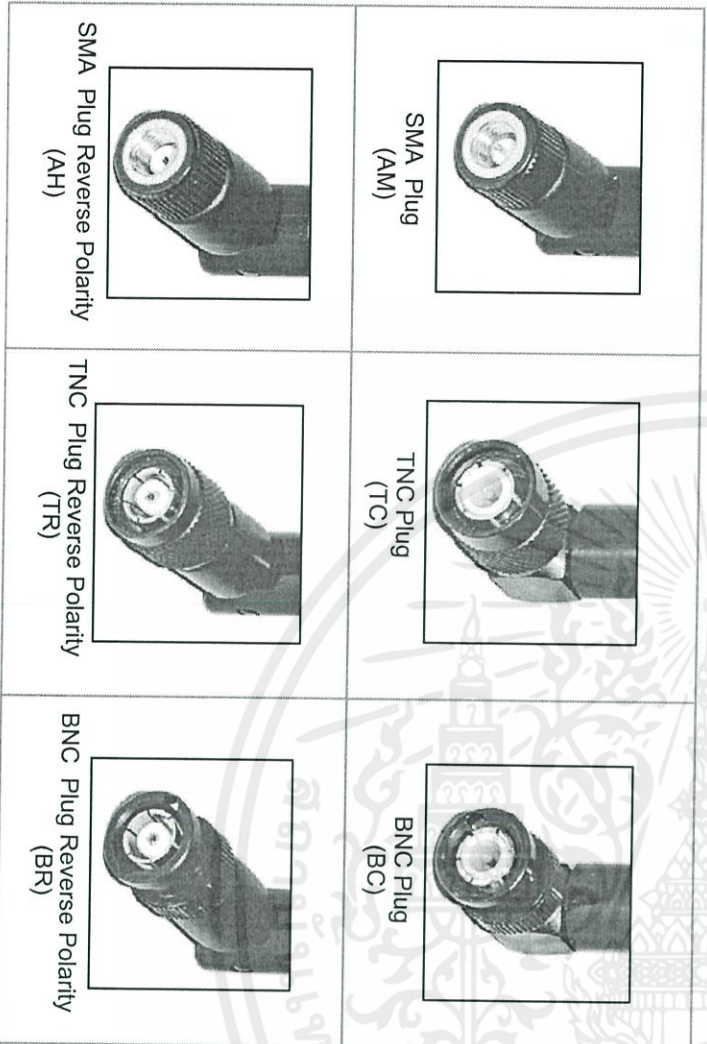 SMA Plug
(AM)
TNC Plug
(TC)
BNC Plug
(BC)
SMA Plug Reverse Polarity
(AH)
TNC Plug Reverse Polarity
(TR)
BNC Plug Reverse Polarity
(BR)